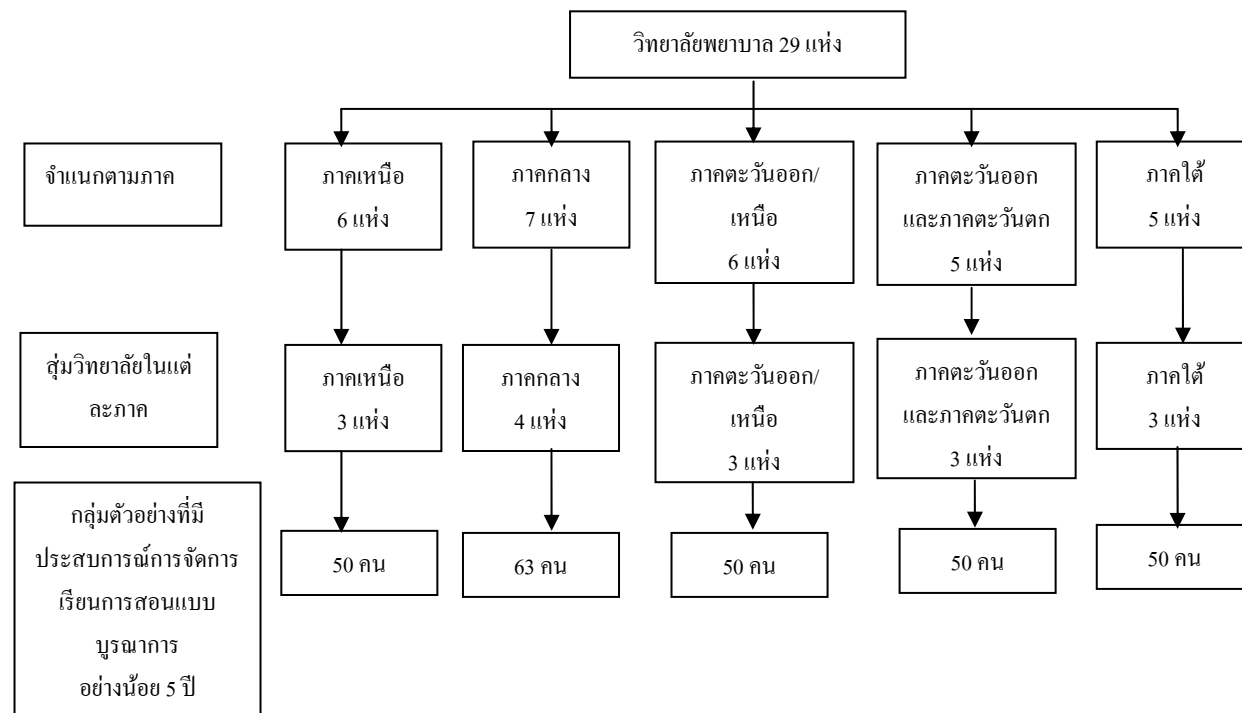 วิทยาลัยพยาบาล 29 แห่ง
จำแนกตามภาค
ภาคเหนือ
6 แห่ง
ภาคกลาง
7 แห่ง
ภาคตะวันออก/
เหนือ
6 แห่ง
ภาคตะวันออก
และภาคตะวันตก
5 แห่ง
ภาคใต้
5 แห่ง
สุ่มวิทยาลัยในแต่
ละภาค
ภาคเหนือ
3 แห่ง
ภาคกลาง
4 แห่ง
ภาคตะวันออก/
เหนือ
3 แห่ง
ภาคตะวันออก
และภาคตะวันตก
3 แห่ง
ภาคใต้
3 แห่ง
กลุ่มตัวอย่างที่มี
ประสบการณ์การจัดการ
เรียนการสอนแบบ
บูรณาการ
อย่างน้อย 5 ปี
50 คน
63 คน
50 คน
50 คน
50 คน